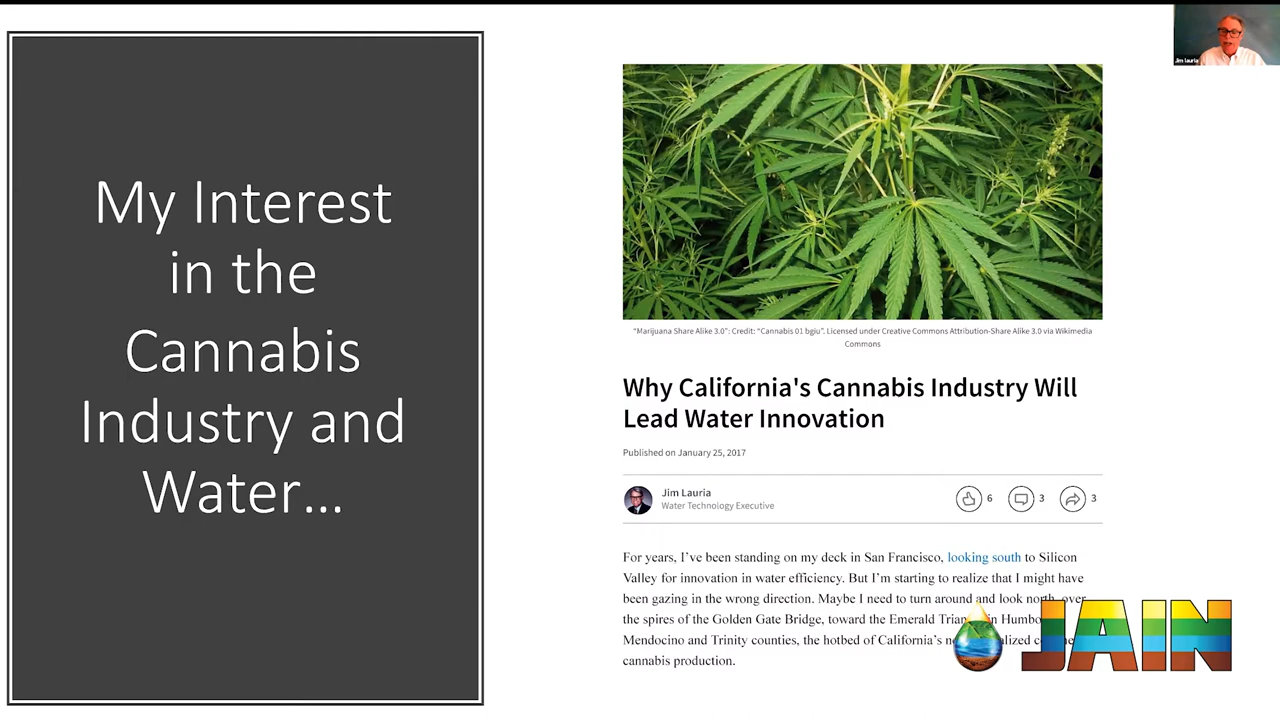 My Interest
in the
Cannabis
Industry and
Water...
Jim lauria
"Marijuana Share Alike 3.0": Credit: "Cannabis 01 bgiu". Licensed under Creative Commons Attribution-Share Alike 3.0 via Wikimedia
Commons
Why California's Cannabis Industry Will
Lead Water Innovation
Published on January 25, 2017
Jim Lauria
Water Technology Executive
6
3
3
For years, I've been standing on my deck in San Francisco, looking south to Silicon
Valley for innovation in water efficiency. But I'm starting to realize that I might have
been gazing in the wrong direction. Maybe I need to turn around and look north, over
the spires of the Golden Gate Bridge, toward the Emerald in
Mendocino and Trinity counties, the hotbed of California's
cannabis production.
JAIN